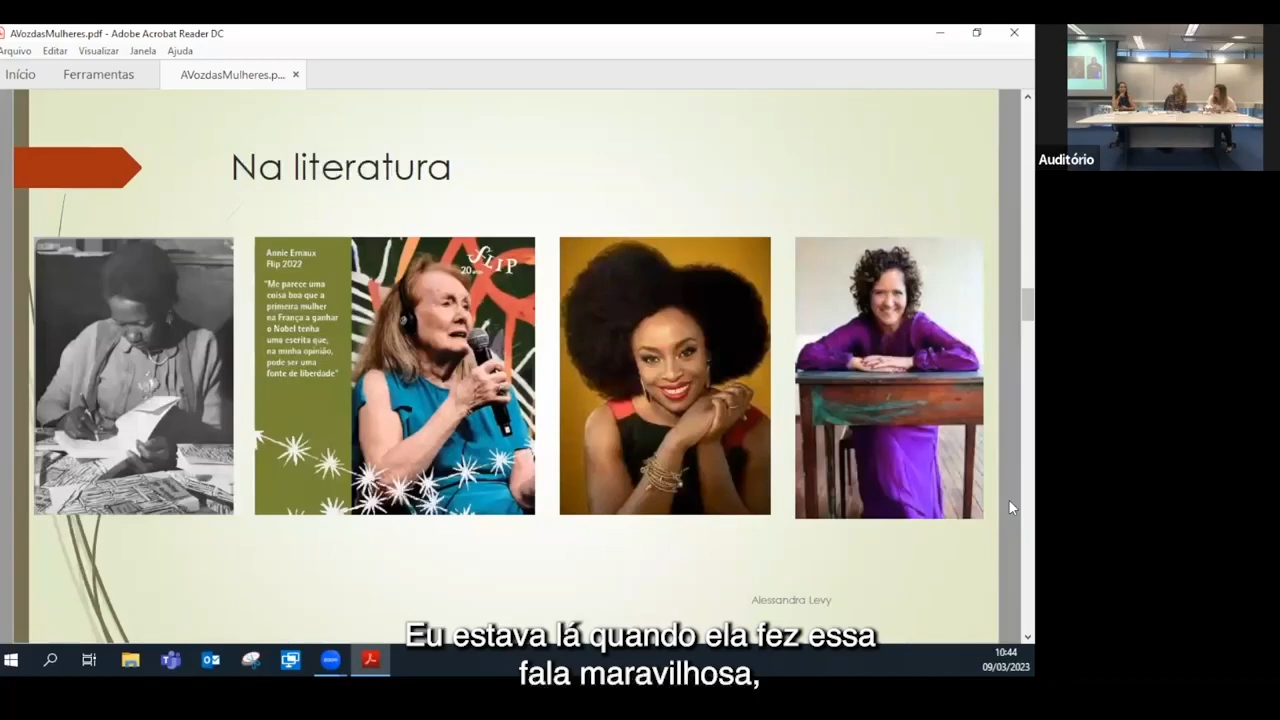 AVozdasMulheres.pdf - Adobe Acrobat Reader DC
Arquivo Editar Visualizar Janela Ajuda
Início Ferramentas AVozdasMulheres.p... ×
Auditório
Na literatura
Annie Ernaux
Flip 2022
"Me parece uma
coisa boa que a
primeira mulher
na França a ganhar
o Nobel tenha
uma escrita que,
na minha opinião,
pode ser uma
fonte de liberdade"
FLIP
Alessandra Levy
Eu estava lá quando ela fez essa
fala maravilhosa,
10:44
09/03/2023